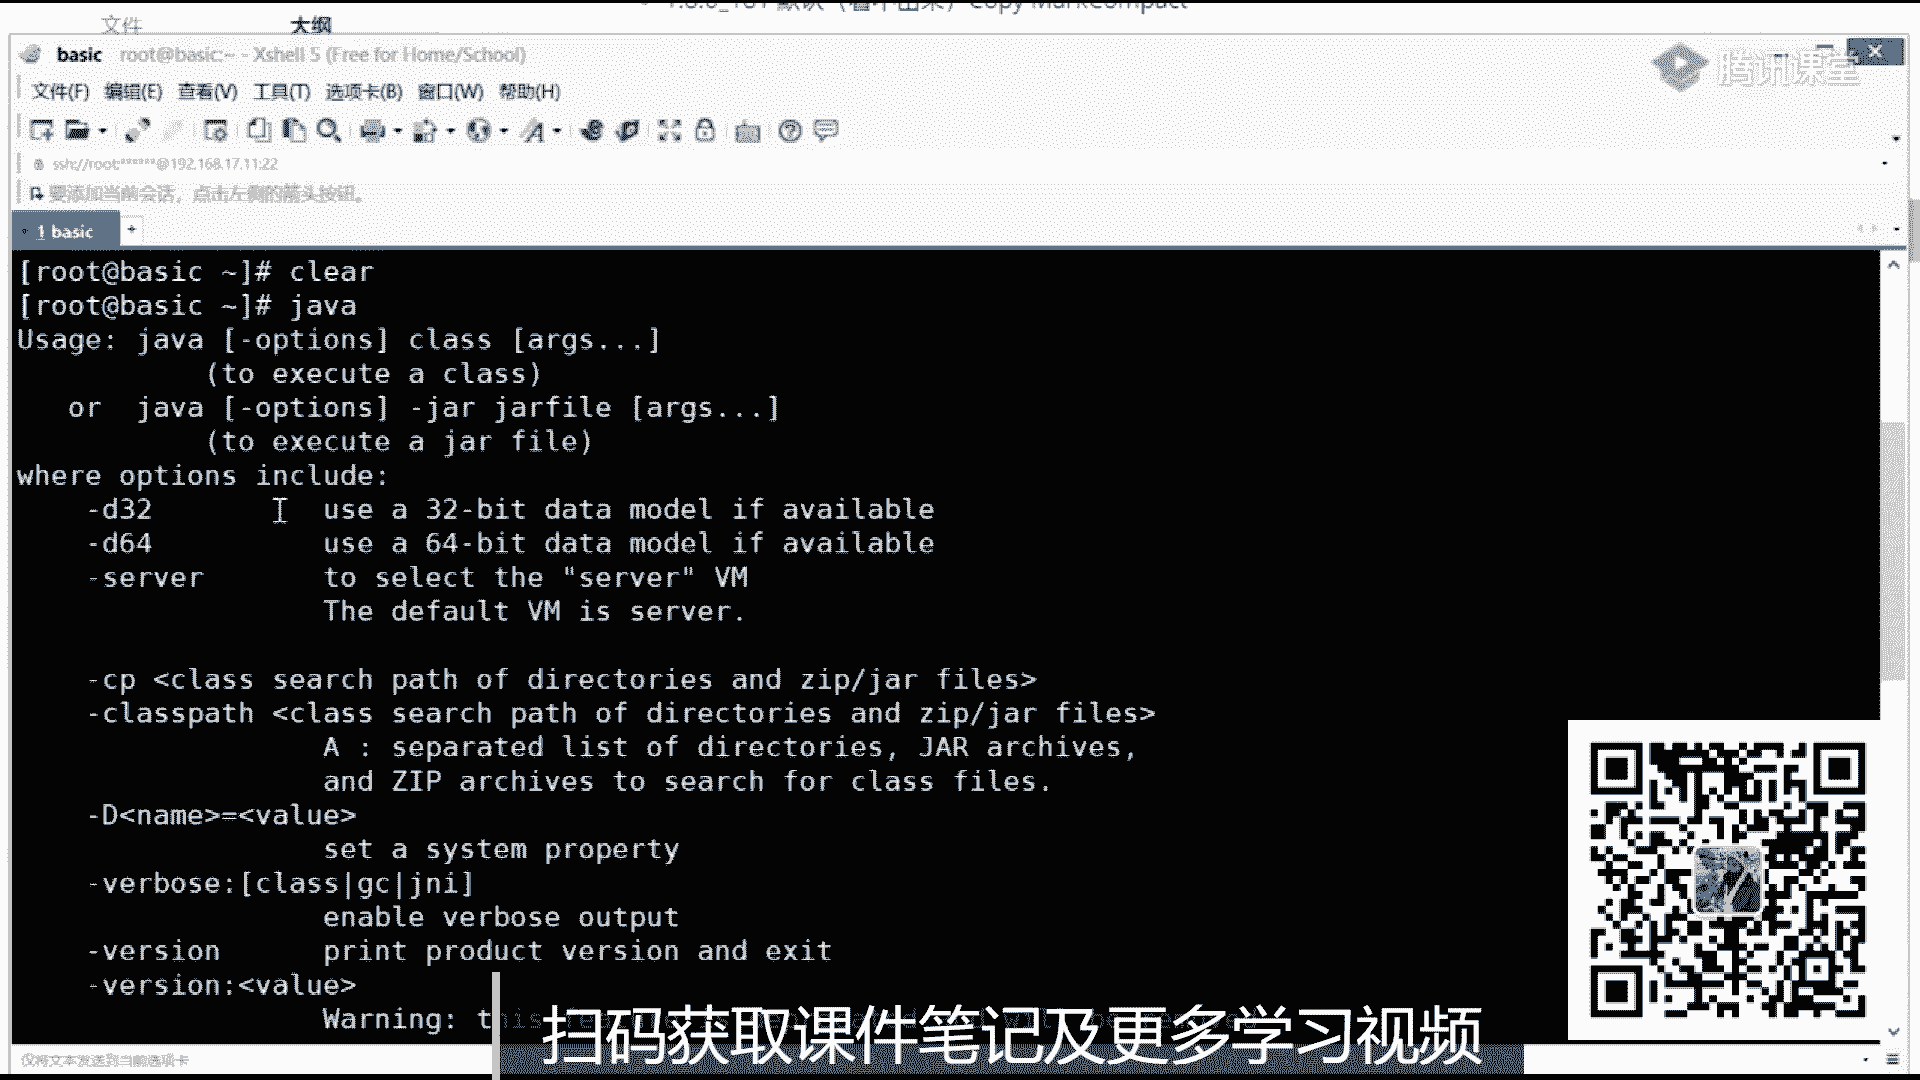 文件 大纲
basic root@basic:~ - Xshell 5 (Free for Home/School)
腾讯课堂
文件(F) 编辑(E) 查看(V) 工具(T) 选项卡(B) 窗口(W) 帮助(H)
ssh://root:******@192.168.17.11:22
要添加当前会话，点击左侧的箭头按钮。
1 basic
[root@basic ~]# clear
[root@basic ~]# java
Usage: java [-options] class [args...]
(to execute a class)
or java [-options] -jar jarfile [args...]
(to execute a jar file)
where options include:
-d32 use a 32-bit data model if available
-d64 use a 64-bit data model if available
-server to select the "server" VM
The default VM is server.
-cp <class search path of directories and zip/jar files>
-classpath <class search path of directories and zip/jar files>
A : separated list of directories, JAR archives,
and ZIP archives to search for class files.
-D<name>=<value>
set a system property
-verbose:[class|gc|jni]
enable verbose output
-version print product version and exit
-version:<value>
Warning: this
扫码获取课件笔记及更多学习视频
仅将文本发送到当前选项卡